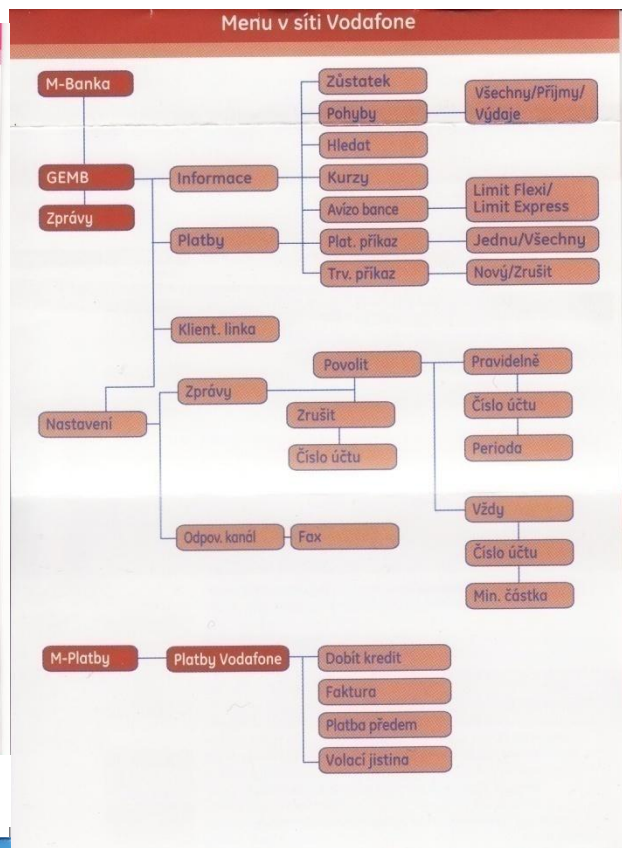 Menu v síti Vodafone
M-Banka
GEMB
Zprávy
Informace
Platby
Klient. linka
Nastavení
Zůstatek
Pohyby
Všechny/Příjmy/
Výdaje
Hledat
Kurzy
Avízo bance
Limit Flexi/
Limit Express
Plat. příkaz
Jednu/Všechny
Trv. příkaz
Nový/Zrušit
Zprávy
Povolit
Zrušit
Číslo účtu
Pravidelně
Číslo účtu
Perioda
Vždy
Číslo účtu
Min. částka
Odpov. kanál
Fax
M-Platby
Platby Vodafone
Dobít kredit
Faktura
Platba předem
Volací jistina